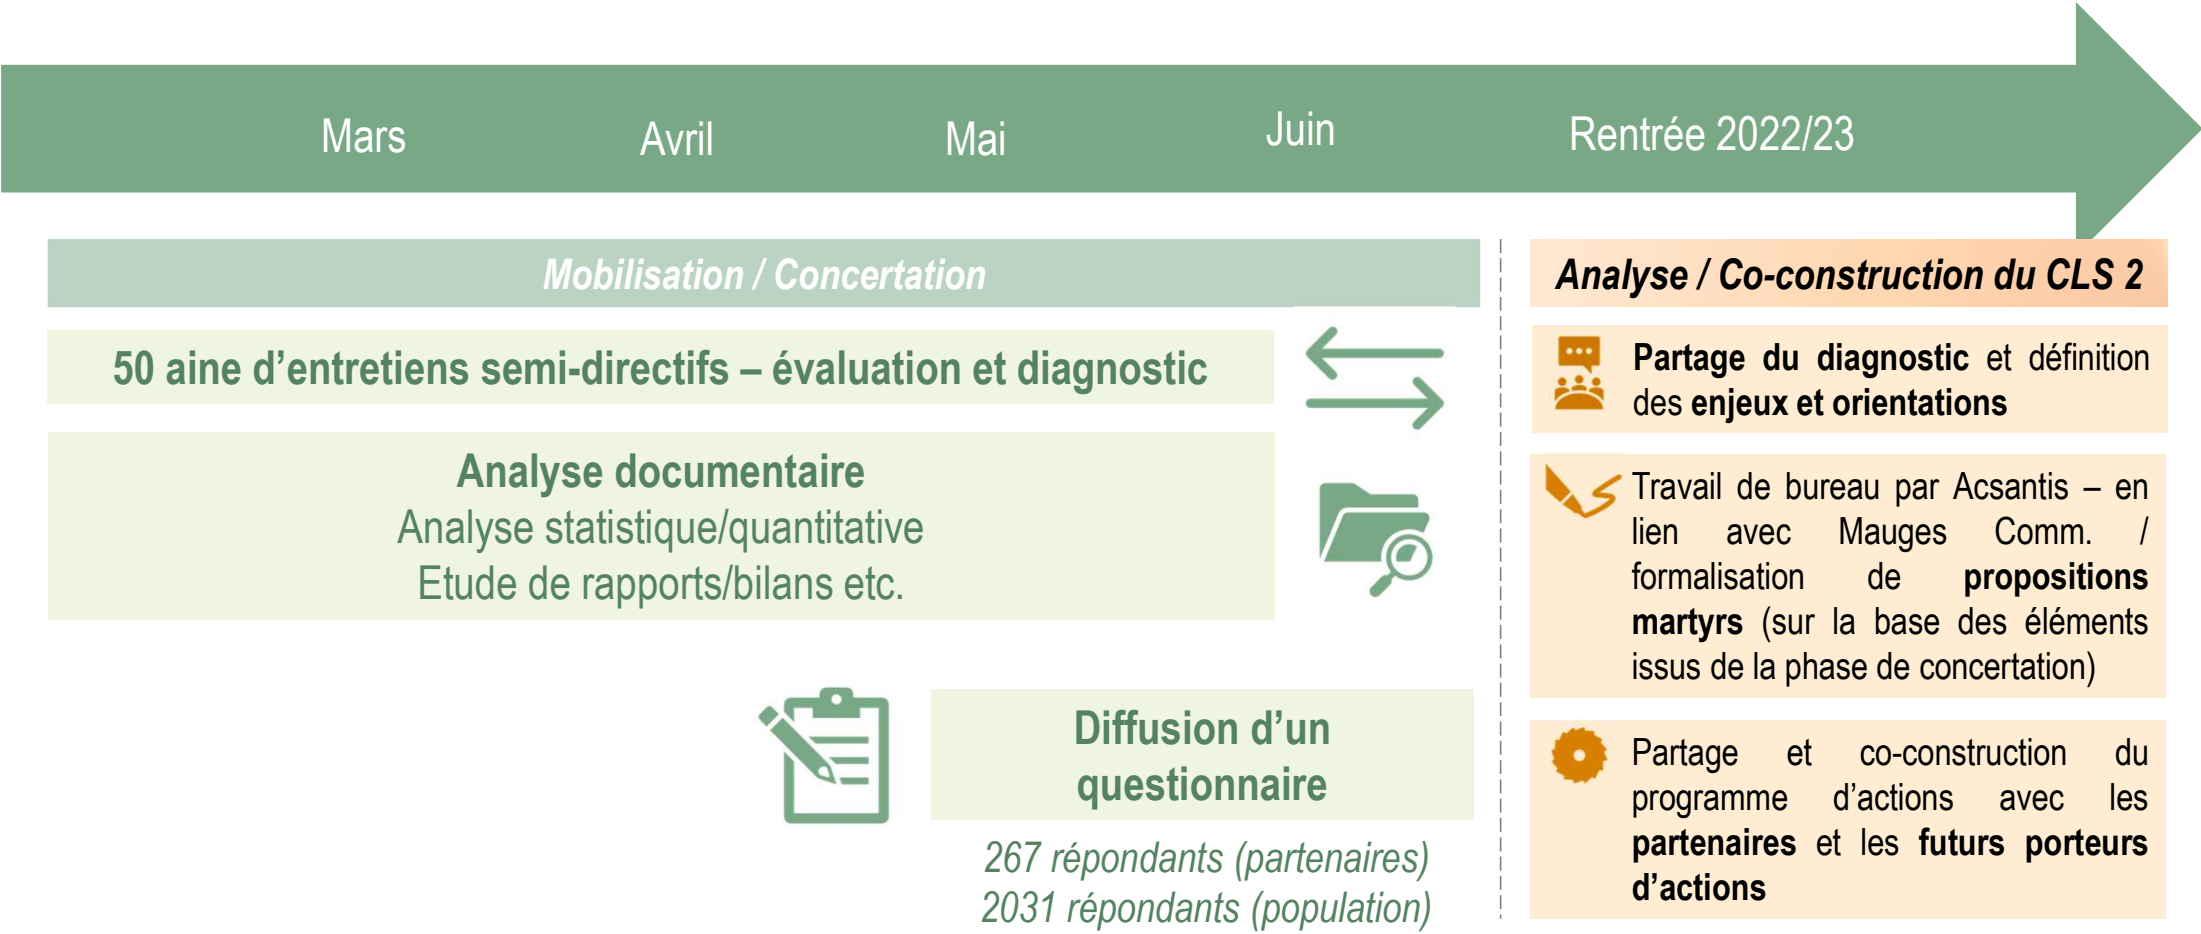 Mars
Avril
Mai
Juin
Rentrée 2022/23
Mobilisation / Concertation
50 aine d’entretiens semi-directifs – évaluation et diagnostic
Analyse documentaire
Analyse statistique/quantitative
Etude de rapports/bilans etc.
Diffusion d’un
questionnaire
267 répondants (partenaires)
2031 répondants (population)
Analyse / Co-construction du CLS 2
Partage du diagnostic et définition
des enjeux et orientations
Travail de bureau par Acsantis – en
lien avec Mauges Comm. /
formalisation de propositions
martyrs (sur la base des éléments
issus de la phase de concertation)
Partage et co-construction du
programme d’actions avec les
partenaires et les futurs porteurs
d’actions